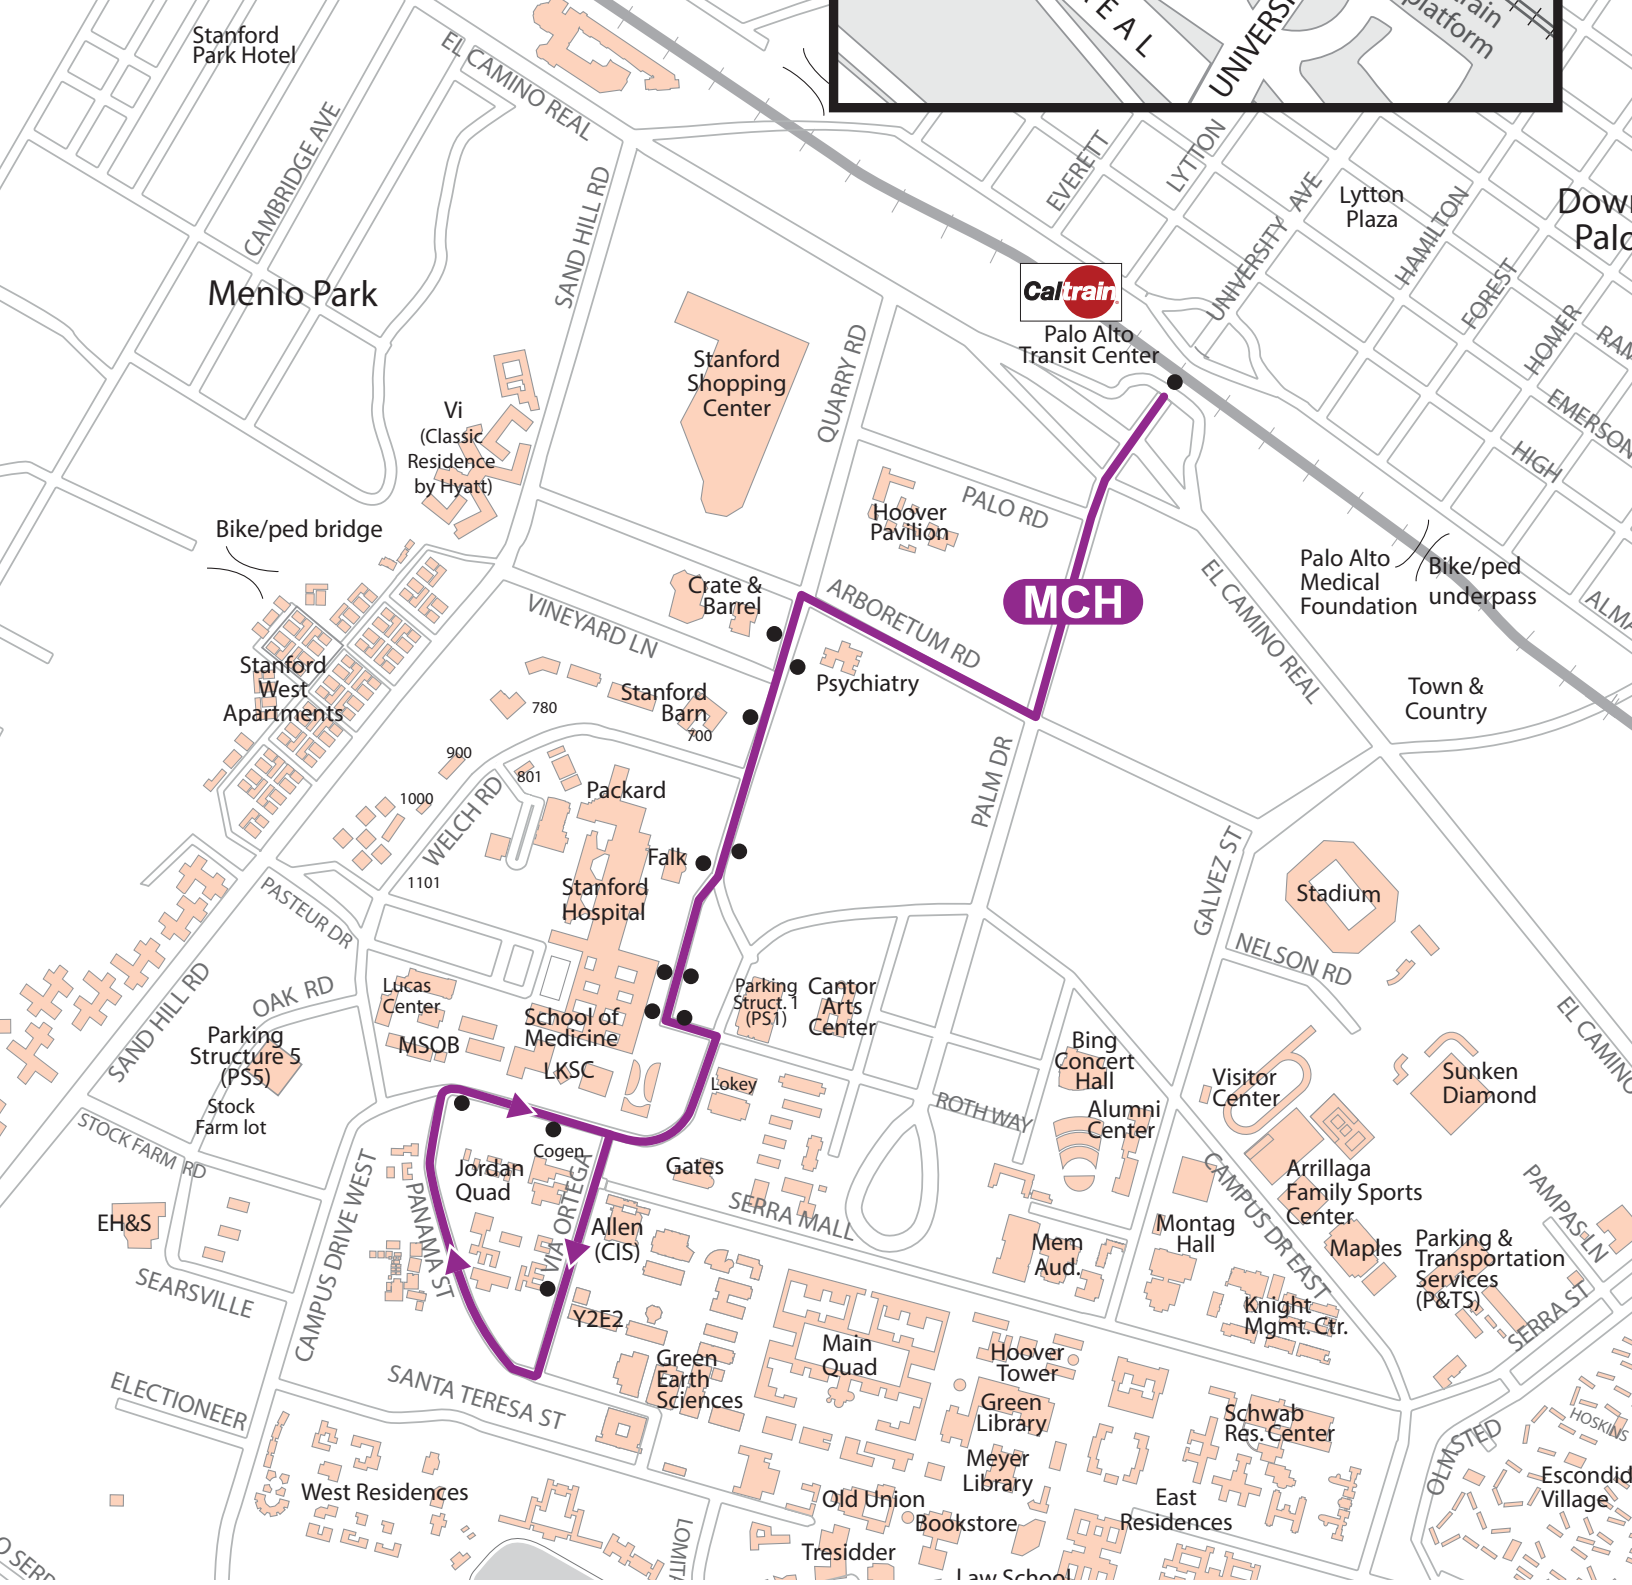 Stanford
Park Hotel
EL CAMINO REAL
CAMBRIDGE AVE
SAND HILL RD
Menlo Park
UNIVERS
platform
EVERETT
LYTTON
UNIVERSITY AVE
Lytton
Plaza
HAMILTON
FOREST
HOMER
EMERSON
HIGH
Caltrain
Palo Alto
Transit Center
Stanford
Shopping
Center
QUARRY RD
Vi
(Classic
Residence
by Hyatt)
Bike/ped bridge
Hoover
Pavilion
PALO RD
MCH
EL CAMINO REAL
Palo Alto
Medical
Foundation
Bike/ped
underpass
Crate &
Barrel
ARBORETUM RD
VINEYARD LN
Psychiatry
Stanford
West
Apartments
Stanford
Barn
700
780
900
801
1000
1101
Town &
Country
PALM DR
Packard
WELCH RD
Falk
Stanford
Hospital
GALVEZ ST
Stadium
NELSON RD
PASTEUR DR
SAND HILL RD
OAK RD
Lucas
Center
Parking
Struct. 1
(PS1)
Cantor
Arts
Center
School of
Medicine
MSOB
LKSC
Lokey
Parking
Structure 5
(PS5)
Stock
Farm lot
STOCK FARM RD
Bing
Concert
Hall
Alumni
Center
Visitor
Center
Sunken
Diamond
EL CAMINO
ROTH WAY
Cogen
Jordan
Quad
Gates
SERRA MALL
Arrillaga
Family Sports
Center
CAMPUS DR EAST
PAMPAS LN
EH&S
CAMPUS DRIVE WEST
PANAMA ST
VIA ORTEGA
Allen
(CIS)
Mem
Aud.
Montag
Hall
Maples
Parking &
Transportation
Services
(P&TS)
SEARSVILLE
Y2E2
Knight
Mgmt. Ctr.
SERRA ST
Green
Earth
Sciences
Main
Quad
Hoover
Tower
Green
Library
Schwab
Res. Center
SANTA TERESA ST
ELECTIONEER
OLMSTED
HOSKINS
West Residences
Meyer
Library
Old Union
Bookstore
East
Residences
Escondid
Village
Tresidder
Law School
LOMIT